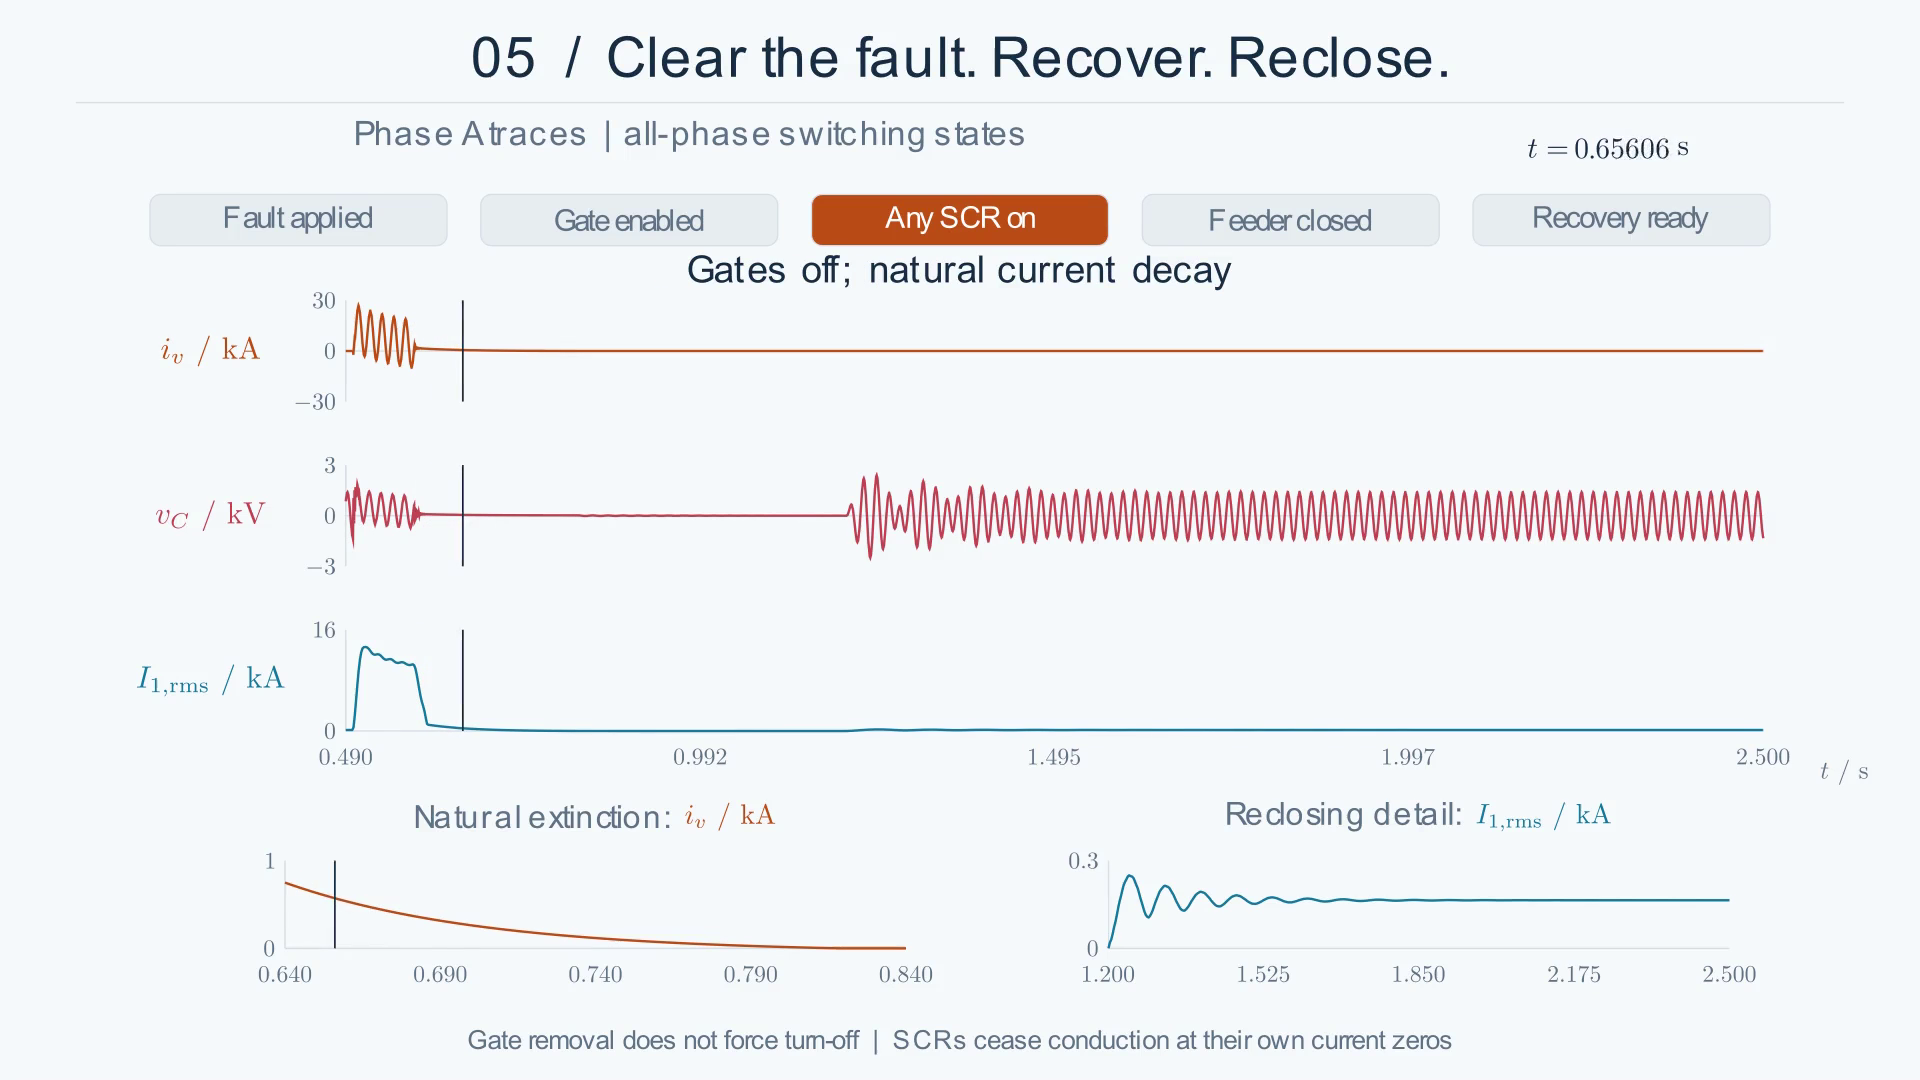 05 / Clear the fault. Recover. Reclose.
Phase A traces | all-phase switching states
t = 0.65606 s
Fault applied
Gate enabled
Any SCR on
Feeder closed
Recovery ready
Gates off; natural current decay
30
i_v / kA
0
−30
3
v_C / kV
0
−3
16
I_1,rms / kA
0
0.490 0.992 1.495 1.997 2.500
t / s
Natural extinction: i_v / kA
1
0
0.640 0.690 0.740 0.790 0.840
Reclosing detail: I_1,rms / kA
0.3
0
1.200 1.525 1.850 2.175 2.500
Gate removal does not force turn-off | SCRs cease conduction at their own current zeros